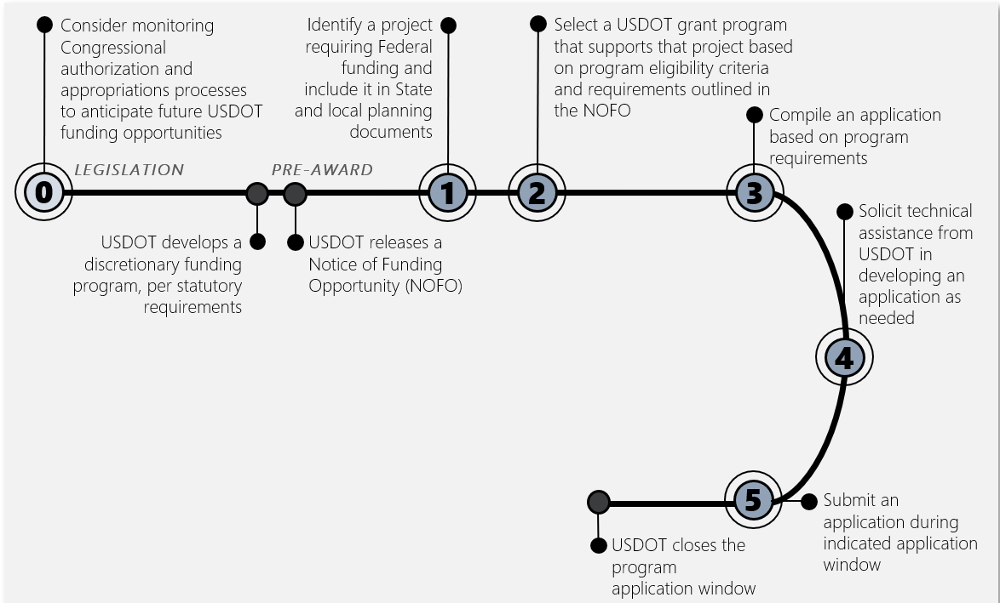 Consider monitoring
Congressional
authorization and
appropriations processes
to anticipate future USDOT
funding opportunities
Identify a project
requiring Federal
funding and
include it in State
and local planning
documents
Select a USDOT grant program
that supports that project based
on program eligibility criteria
and requirements outlined in
the NOFO
Compile an application
based on program
requirements
LEGISLATION
PRE-AWARD
0
1
2
3
USDOT develops a
discretionary funding
program, per statutory
requirements
USDOT releases a
Notice of Funding
Opportunity (NOFO)
Solicit technical
assistance from
USDOT in
developing an
application as
needed
4
5
Submit an
application during
indicated application
window
USDOT closes the
program
application window